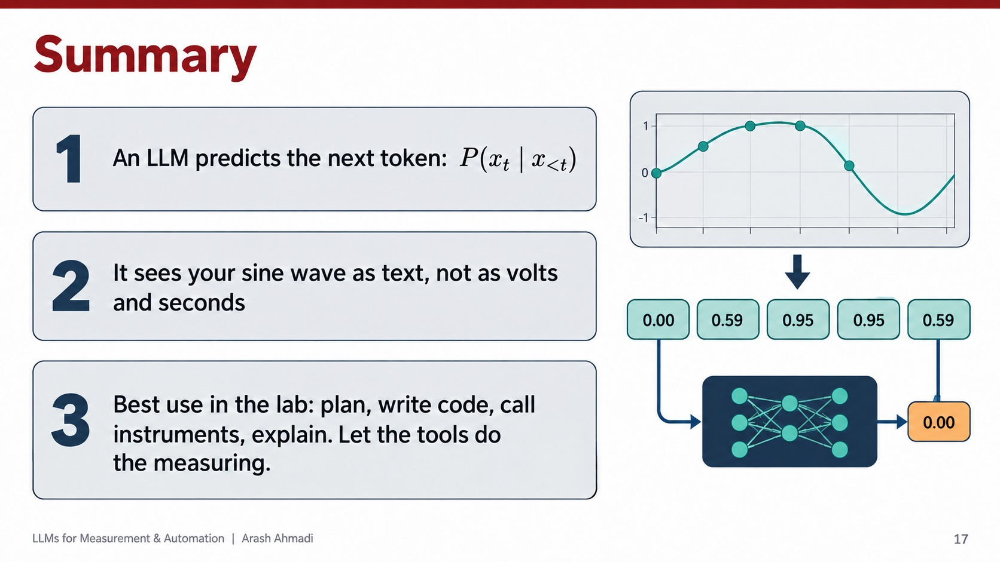 Summary
1
An LLM predicts the next token: P(x_t | x_{<t})
2
It sees your sine wave as text, not as volts
and seconds
3
Best use in the lab: plan, write code, call
instruments, explain. Let the tools do
the measuring.
1
0
-1
0.00 0.59 0.95 0.95 0.59
0.00
LLMs for Measurement & Automation | Arash Ahmadi
17